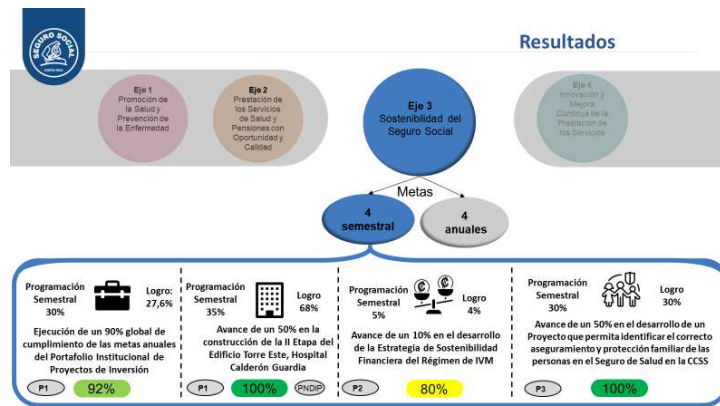 SEGURO SOCIAL
Resultados
Eje 1
Promoción de
la Salud y
Prevención de
la Enfermedad
Eje 2
Prestación de
los Servicios
de Salud y
Pensiones con
Oportunidad y
Calidad
Eje 3
Sostenibilidad del
Seguro Social
Eje 4
Innovación y
Mejora
Continua de la
Prestación de
los Servicios
Metas
4
semestral
4
anuales
Programación
Semestral
30%
Logro:
27,6%
Ejecución de un 90% global de
cumplimiento de las metas anuales
del Portafolio Institucional de
Proyectos de Inversión
P1
92%
Programación
Semestral
35%
Logro
68%
Avance de un 50% en la
construcción de la II Etapa del
Edificio Torre Este, Hospital
Calderón Guardia
P1
100%
PNDIP
Programación
Semestral
5%
₡
₡
Logro
4%
Avance de un 10% en el desarrollo
de la Estrategia de Sostenibilidad
Financiera del Régimen de IVM
P2
80%
Programación
Semestral
30%
Logro
30%
Avance de un 50% en el desarrollo de un
Proyecto que permita identificar el correcto
aseguramiento y protección familiar de las
personas en el Seguro de Salud en la CCSS
P3
100%